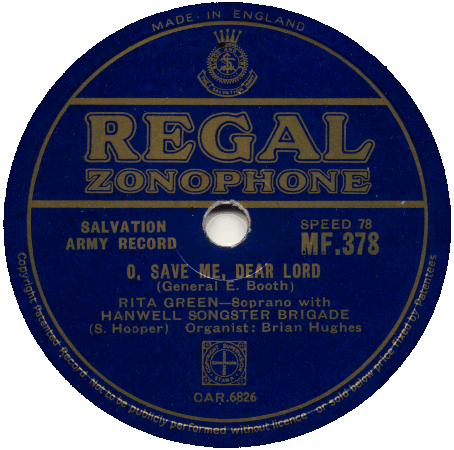 MADE · IN ENGLAND
REGAL
ZONOPHONE
SALVATION
ARMY RECORD
SPEED 78
MF.378
O, SAVE ME, DEAR LORD
(General E. Booth)
RITA GREEN—Soprano with
HANWELL SONGSTER BRIGADE
(S. Hooper) Organist: Brian Hughes
CAR.6826
Copyright Patented Record. Not to be publicly performed without licence - or sold below price fixed by Patentees